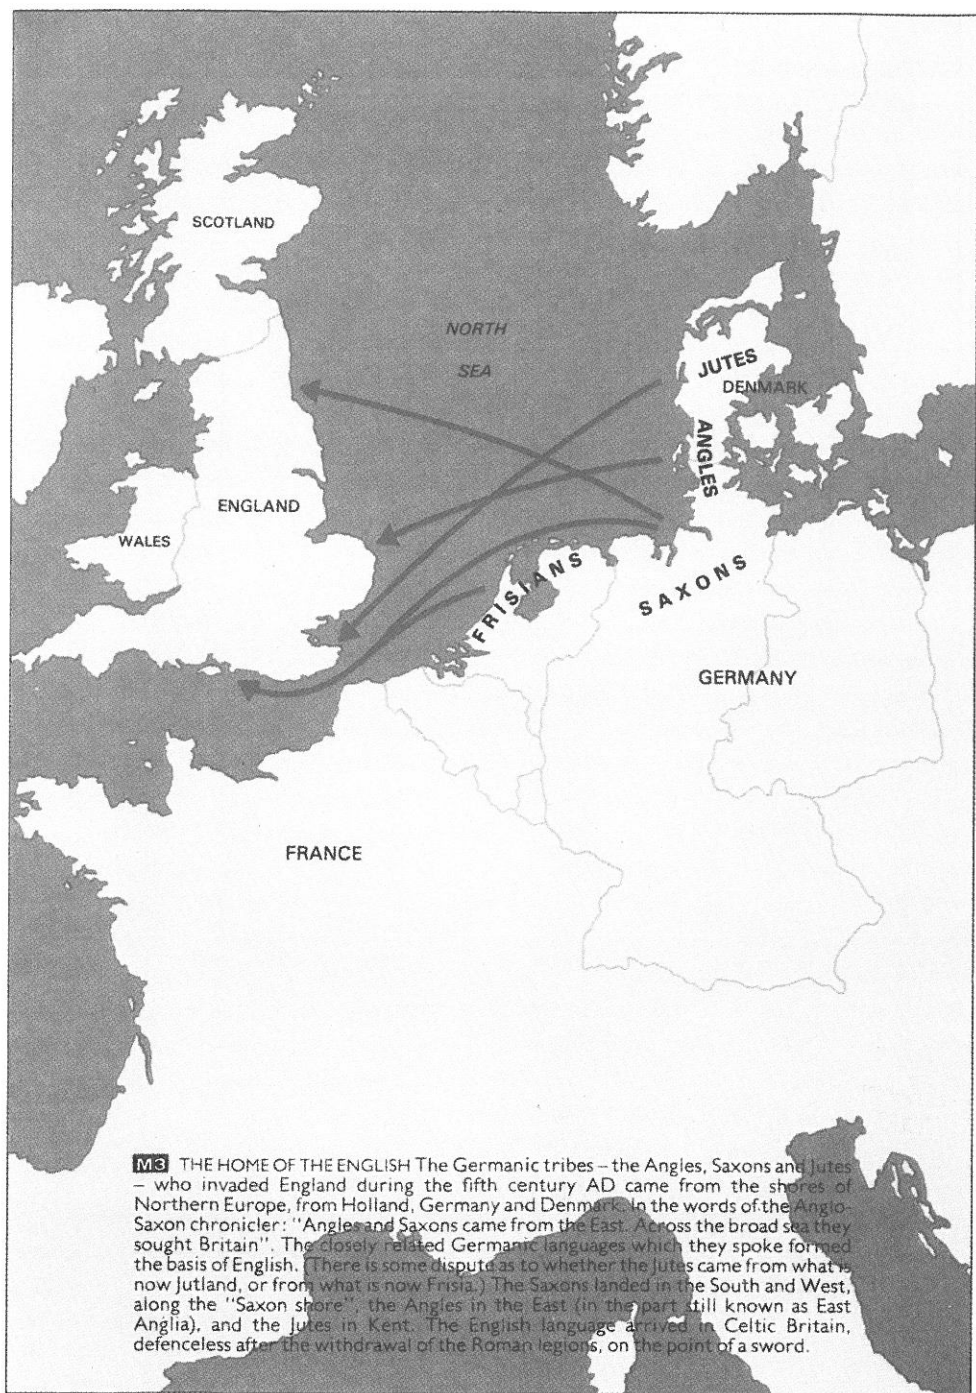 SCOTLAND
NORTH
SEA
JUTES
DENMARK
ANGLES
ENGLAND
WALES
FRISIANS
SAXONS
GERMANY
FRANCE
M3 THE HOME OF THE ENGLISH The Germanic tribes – the Angles, Saxons and Jutes
– who invaded England during the fifth century AD came from the shores of
Northern Europe, from Holland, Germany and Denmark. In the words of the Anglo-
Saxon chronicler: "Angles and Saxons came from the East. Across the broad sea they
sought Britain". The closely related Germanic languages which they spoke formed
the basis of English. (There is some dispute as to whether the Jutes came from what is
now Jutland, or from what is now Frisia.) The Saxons landed in the South and West,
along the "Saxon shore", the Angles in the East (in the part still known as East
Anglia), and the Jutes in Kent. The English language arrived in Celtic Britain,
defenceless after the withdrawal of the Roman legions, on the point of a sword.